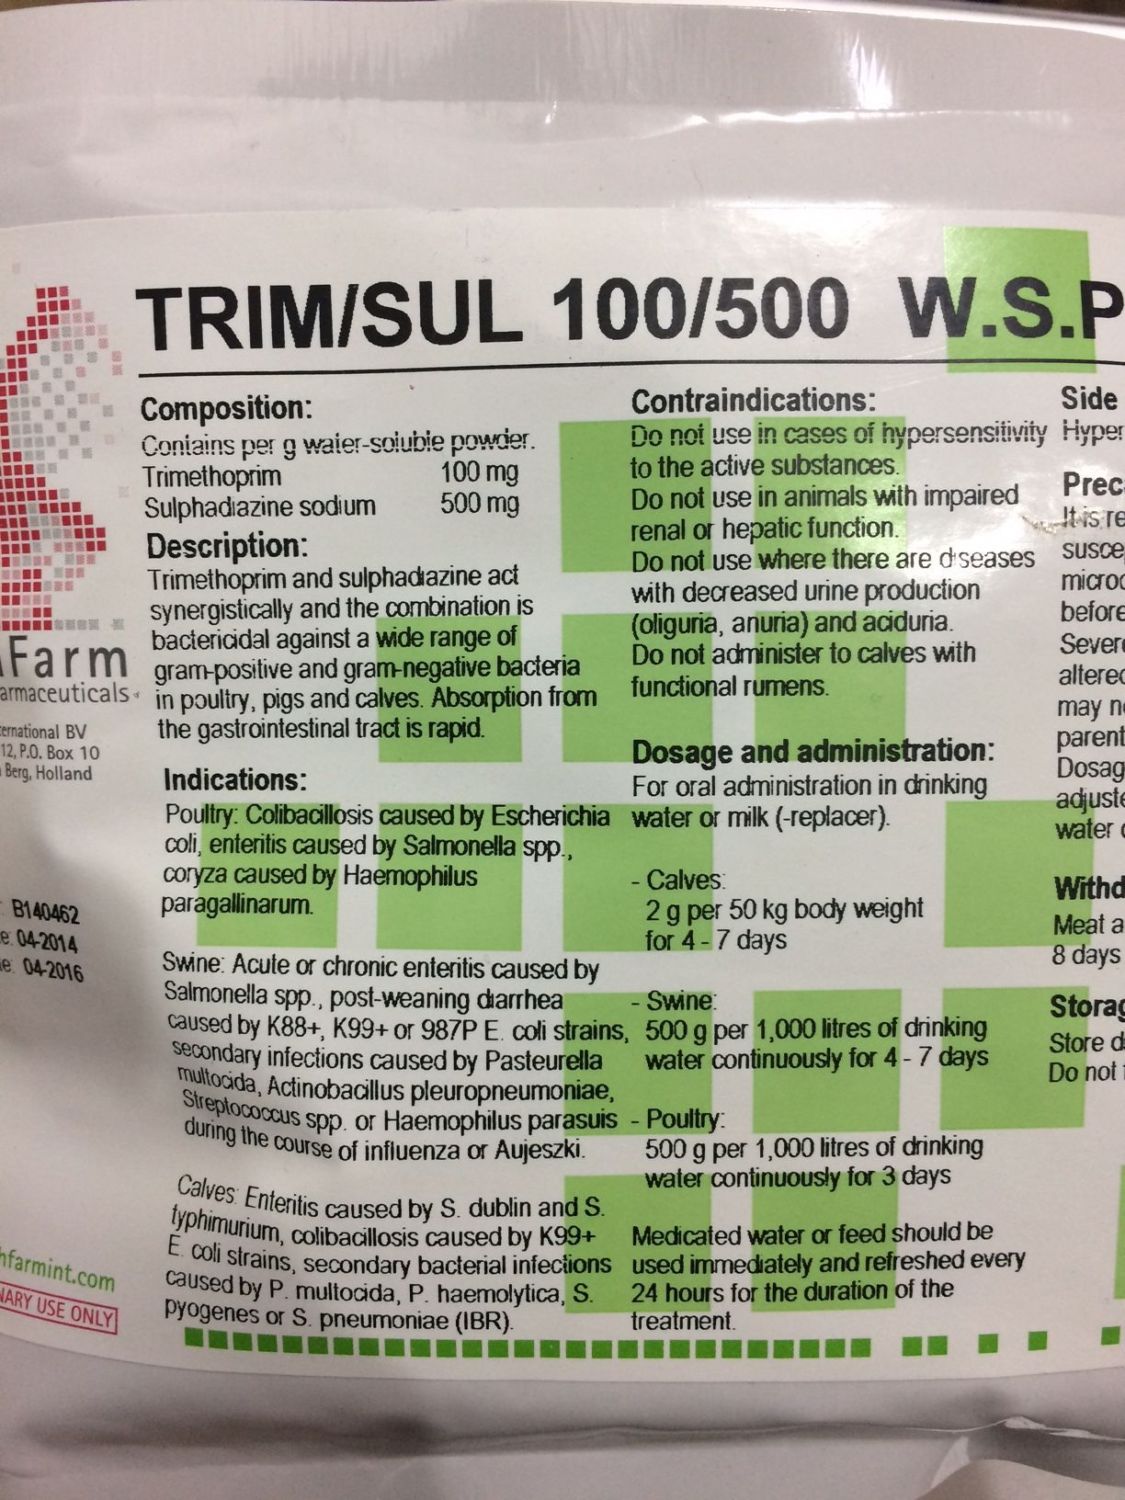 TRIM/SUL 100/500 W.S.P
Composition:
Contains per g water-soluble powder.
Trimethoprim 100 mg
Sulphadiazine sodium 500 mg
Description:
Trimethoprim and sulphadiazine act
synergistically and the combination is
bactericidal against a wide range of
gram-positive and gram-negative bacteria
in poultry, pigs and calves. Absorption from
the gastrointestinal tract is rapid.
Indications:
Poultry: Colibacillosis caused by Escherichia
coli, enteritis caused by Salmonella spp.,
coryza caused by Haemophilus
paragallinarum.
Swine: Acute or chronic enteritis caused by
Salmonella spp., post-weaning diarrhea
caused by K88+, K99+ or 987P E. coli strains,
secondary infections caused by Pasteurella
multocida, Actinobacillus pleuropneumoniae,
Streptococcus spp. or Haemophilus parasuis
during the course of influenza or Aujeszki.
Calves: Enteritis caused by S. dublin and S.
typhimurium, colibacillosis caused by K99+
E. coli strains, secondary bacterial infections
caused by P. multocida, P. haemolytica, S.
pyogenes or S. pneumoniae (IBR).
Contraindications:
Do not use in cases of hypersensitivity
to the active substances.
Do not use in animals with impaired
renal or hepatic function.
Do not use where there are diseases
with decreased urine production
(oliguria, anuria) and aciduria.
Do not administer to calves with
functional rumens.
Dosage and administration:
For oral administration in drinking
water or milk (-replacer).
- Calves:
2 g per 50 kg body weight
for 4 - 7 days
- Swine:
500 g per 1,000 litres of drinking
water continuously for 4 - 7 days
- Poultry:
500 g per 1,000 litres of drinking
water continuously for 3 days
Medicated water or feed should be
used immediately and refreshed every
24 hours for the duration of the
treatment.
Side
Hyper
Prec
It is re
susce
microo
before
Severe
altered
may n
parent
Dosag
adjuste
water
Withd
Meat a
8 days
Storag
Store d
Do not
Farm
armaceuticals
ernational BV
12, P.O. Box 10
Berg, Holland
B140462
e: 04-2014
e: 04-2016
hfarmint.com
NARY USE ONLY